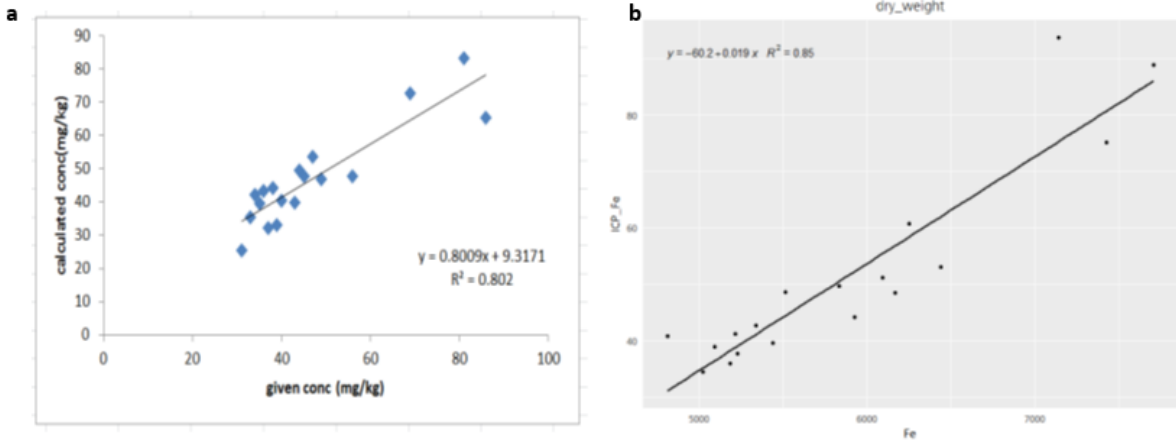 a
90
80
70
60
50
40
30
20
10
0
calculated conc(mg/kg)
y = 0.8009x + 9.3171
R² = 0.802
0 20 40 60 80 100
given conc (mg/kg)
b
dry_weight
y = −60.2 + 0.019 x R² = 0.85
80
60
40
ICP_Fe
5000 6000 7000
Fe